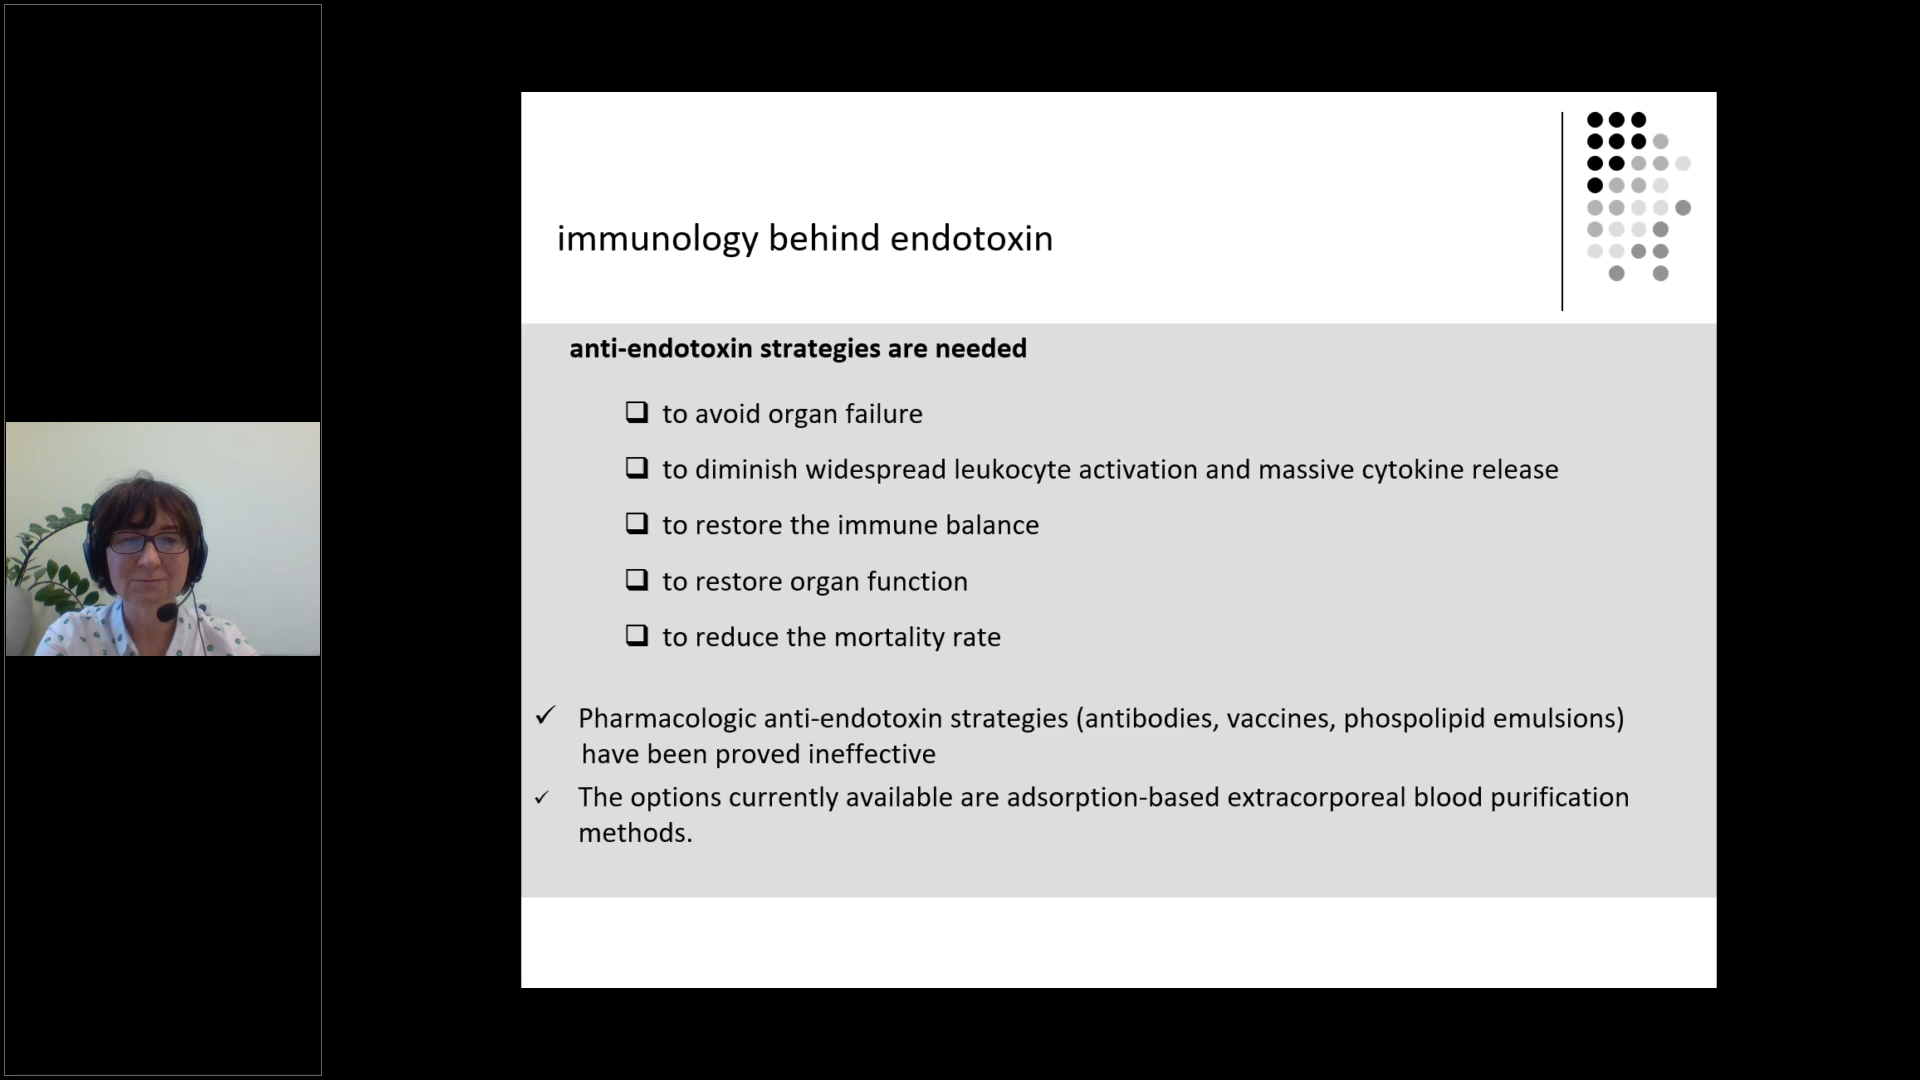 immunology behind endotoxin
anti-endotoxin strategies are needed
to avoid organ failure
to diminish widespread leukocyte activation and massive cytokine release
to restore the immune balance
to restore organ function
to reduce the mortality rate
Pharmacologic anti-endotoxin strategies (antibodies, vaccines, phospolipid emulsions)
have been proved ineffective
The options currently available are adsorption-based extracorporeal blood purification
methods.